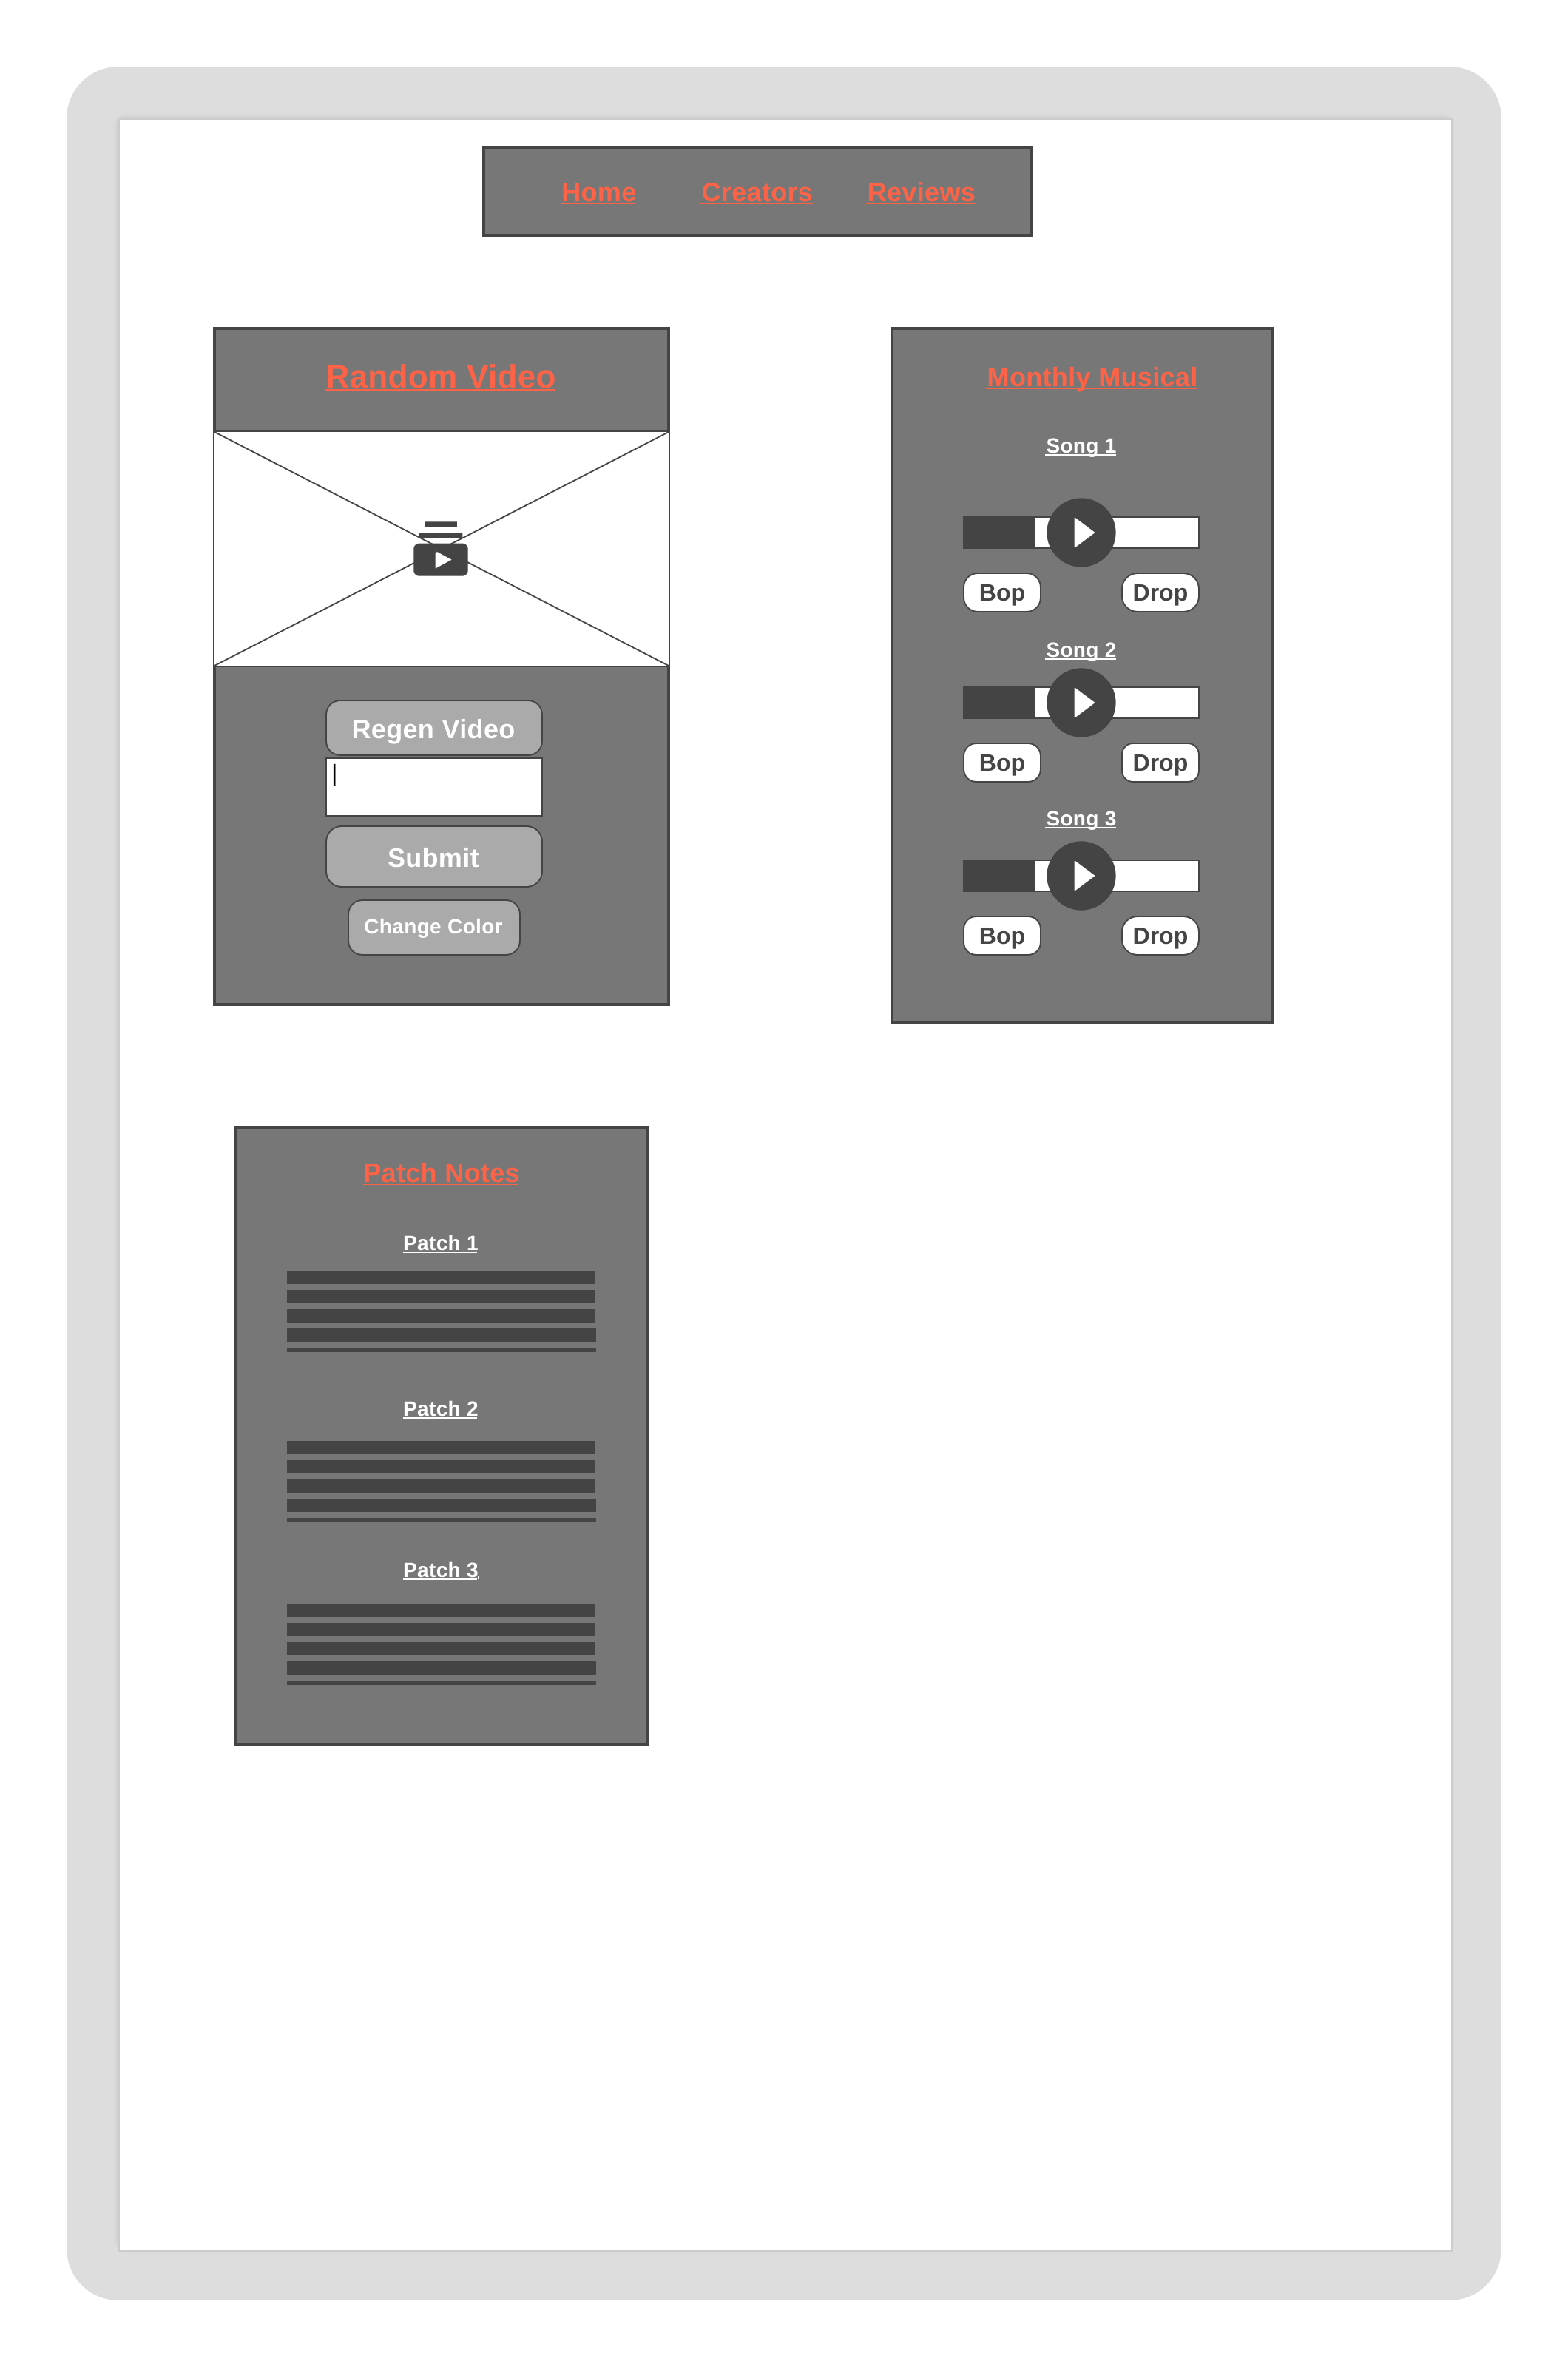 Home Creators Reviews
Random Video
Regen Video
Submit
Change Color
Monthly Musical
Song 1
Bop Drop
Song 2
Bop Drop
Song 3
Bop Drop
Patch Notes
Patch 1
Patch 2
Patch 3